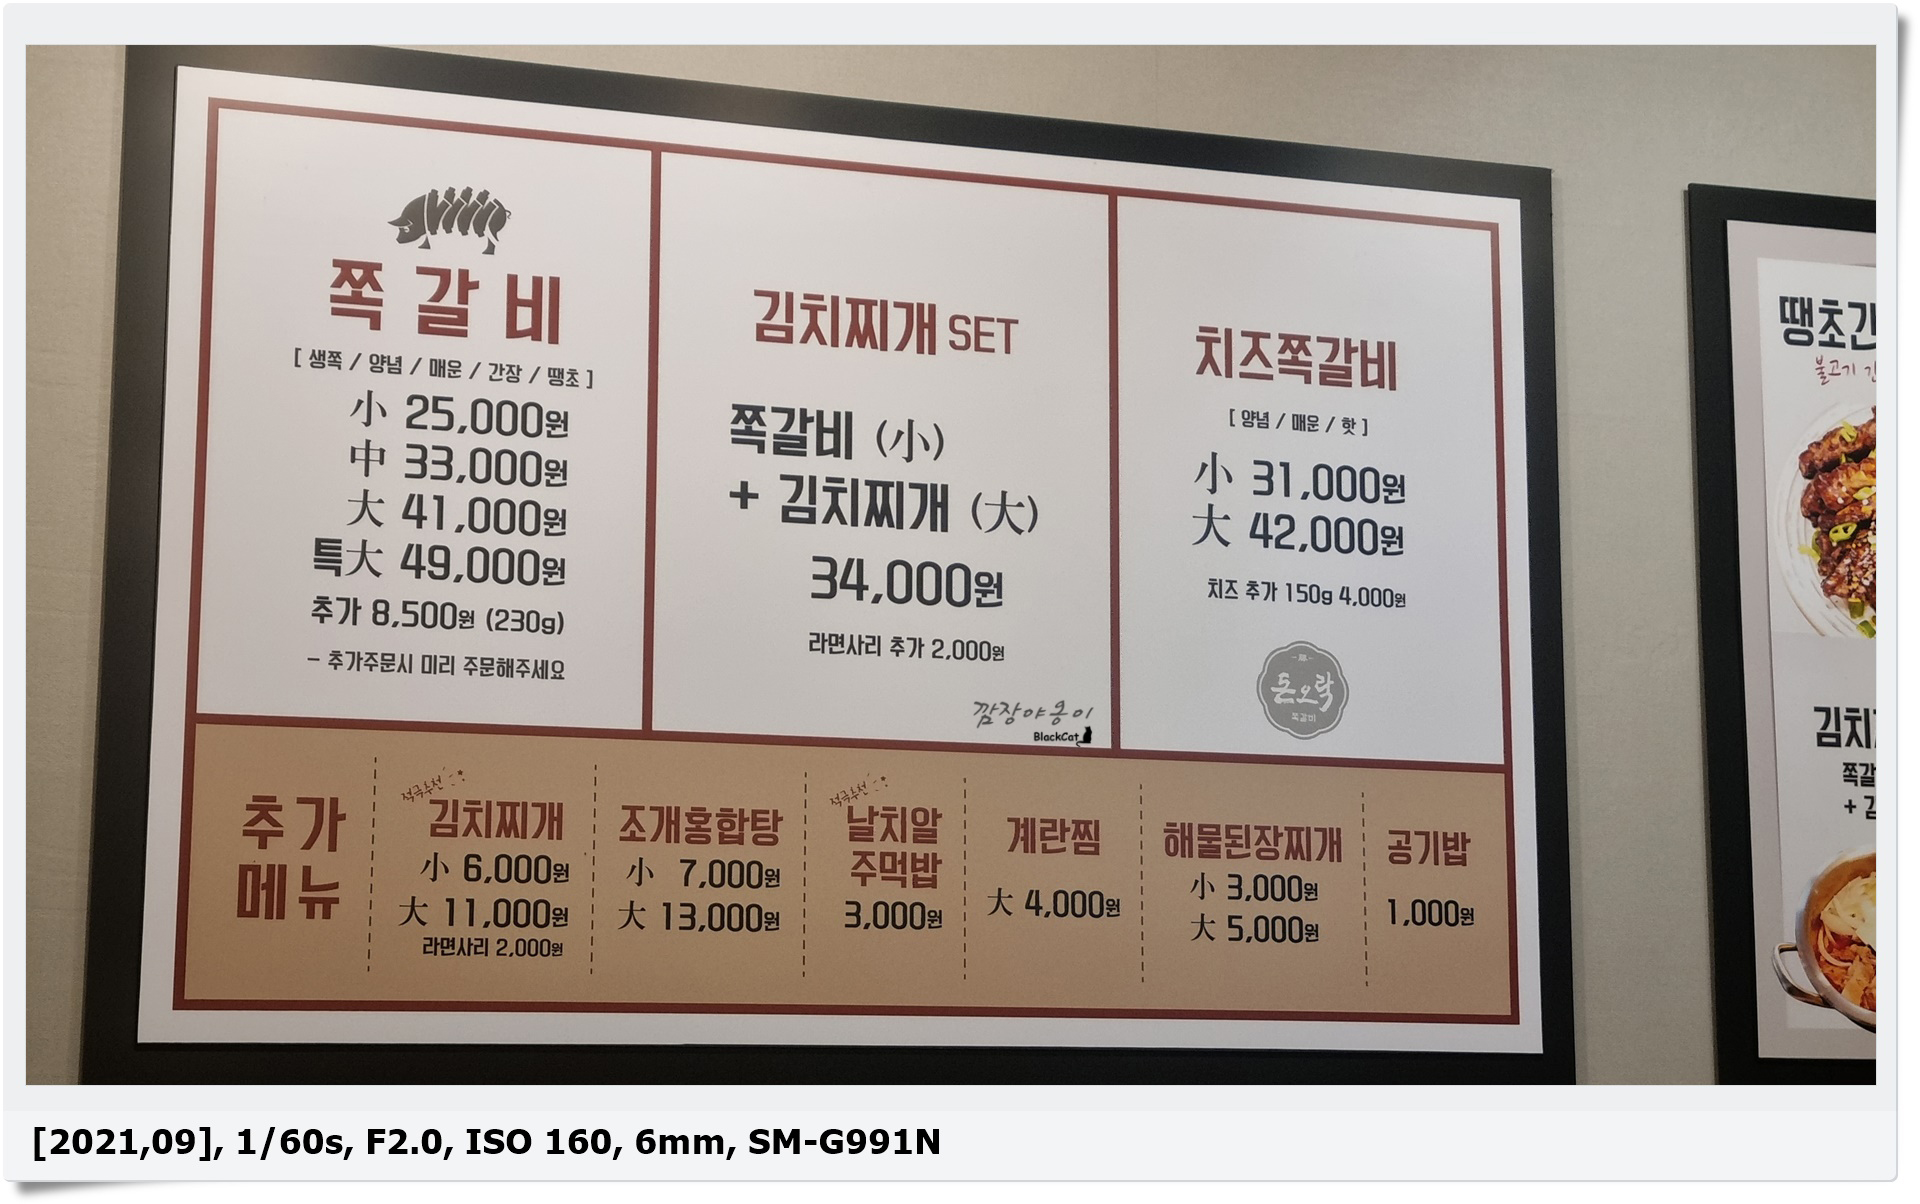 쪽갈비
[ 생쪽 / 양념 / 매운 / 간장 / 땡초 ]
小 25,000원
中 33,000원
大 41,000원
특大 49,000원
추가 8,500원 (230g)
- 추가주문시 미리 주문해주세요
김치찌개 SET
쪽갈비 (小)
+ 김치찌개 (大)
34,000원
라면사리 추가 2,000원
깜장야옹이
BlackCat
치즈쪽갈비
[ 양념 / 매운 / 핫 ]
小 31,000원
大 42,000원
치즈 추가 150g 4,000원
돈오락
쪽갈비
추가
메뉴
적극추천
김치찌개
小 6,000원
大 11,000원
라면사리 2,000원
조개홍합탕
小 7,000원
大 13,000원
적극추천
날치알
주먹밥
3,000원
계란찜
大 4,000원
해물된장찌개
小 3,000원
大 5,000원
공기밥
1,000원
땡초간
불고기
김치
쪽갈
+
[2021,09], 1/60s, F2.0, ISO 160, 6mm, SM-G991N